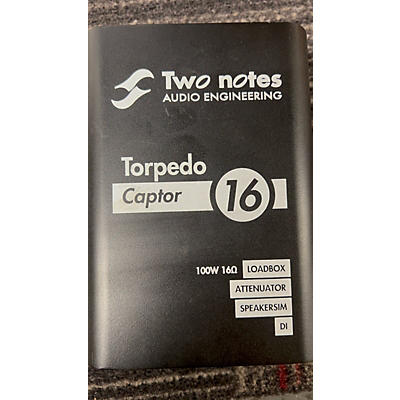 Two notes
AUDIO ENGINEERING
Torpedo
Captor 16
100W 16Ω LOADBOX
ATTENUATOR
SPEAKERSIM
DI